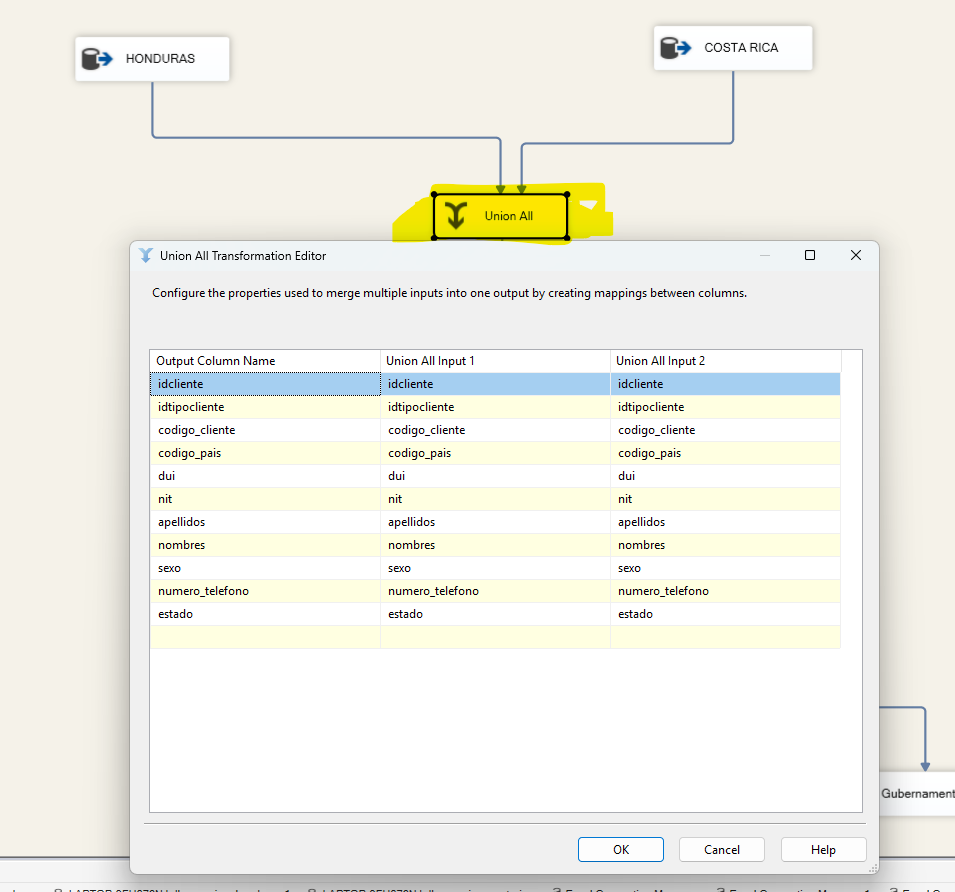 HONDURAS
COSTA RICA
Union All
Union All Transformation Editor
Configure the properties used to merge multiple inputs into one output by creating mappings between columns.
Output Column Name Union All Input 1 Union All Input 2
idcliente idcliente idcliente
idtipocliente idtipocliente idtipocliente
codigo_cliente codigo_cliente codigo_cliente
codigo_pais codigo_pais codigo_pais
dui dui dui
nit nit nit
apellidos apellidos apellidos
nombres nombres nombres
sexo sexo sexo
numero_telefono numero_telefono numero_telefono
estado estado estado
Gubernament
OK Cancel Help